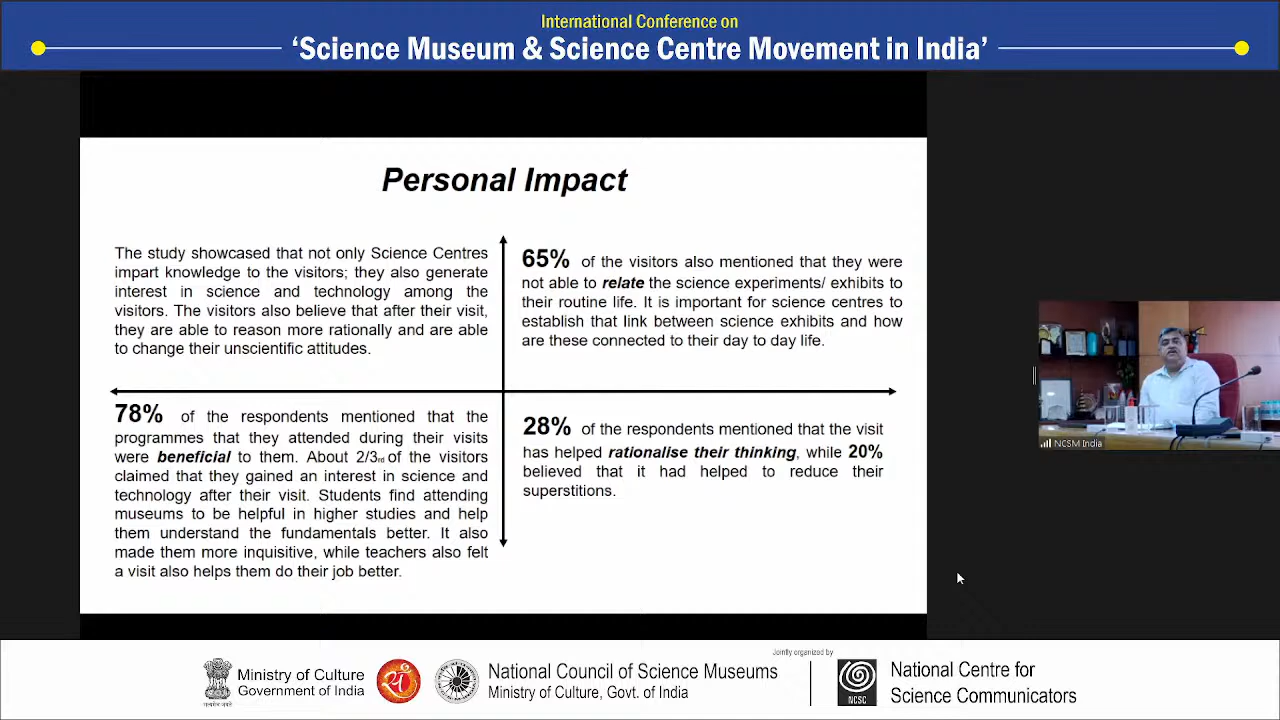 International Conference on
‘Science Museum & Science Centre Movement in India’
Personal Impact
The study showcased that not only Science Centres
impart knowledge to the visitors; they also generate
interest in science and technology among the
visitors. The visitors also believe that after their visit,
they are able to reason more rationally and are able
to change their unscientific attitudes.
65% of the visitors also mentioned that they were
not able to relate the science experiments/ exhibits to
their routine life. It is important for science centres to
establish that link between science exhibits and how
are these connected to their day to day life.
78% of the respondents mentioned that the
programmes that they attended during their visits
were beneficial to them. About 2/3rd of the visitors
claimed that they gained an interest in science and
technology after their visit. Students find attending
museums to be helpful in higher studies and help
them understand the fundamentals better. It also
made them more inquisitive, while teachers also felt
a visit also helps them do their job better.
28% of the respondents mentioned that the visit
has helped rationalise their thinking, while 20%
believed that it had helped to reduce their
superstitions.
NCSM India
सत्यमेव जयते
Ministry of Culture
Government of India
National Council of Science Museums
Ministry of Culture, Govt. of India
Jointly organized by
NCSC
National Centre for
Science Communicators